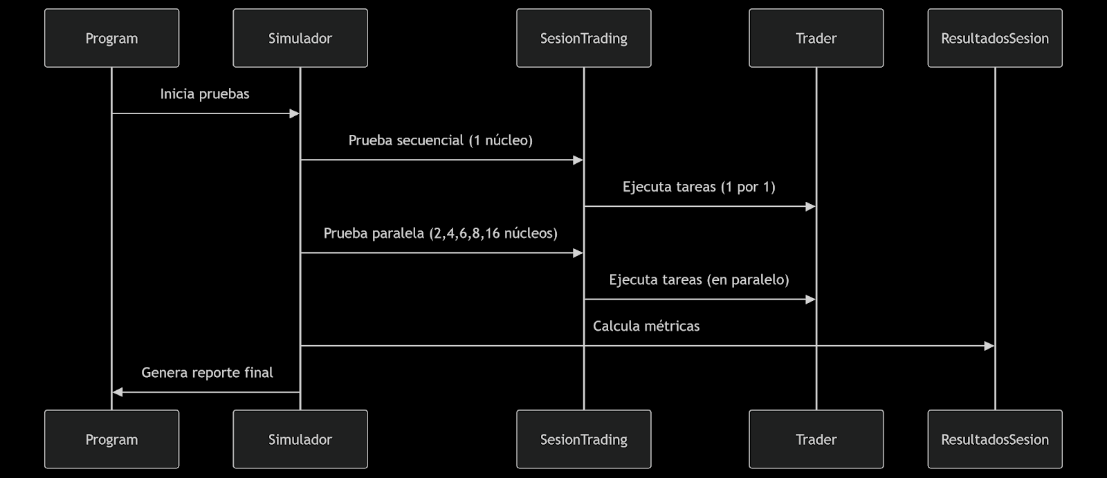 Program
Simulador
SesionTrading
Trader
ResultadosSesion
Inicia pruebas
Prueba secuencial (1 núcleo)
Ejecuta tareas (1 por 1)
Prueba paralela (2,4,6,8,16 núcleos)
Ejecuta tareas (en paralelo)
Calcula métricas
Genera reporte final
Program
Simulador
SesionTrading
Trader
ResultadosSesion